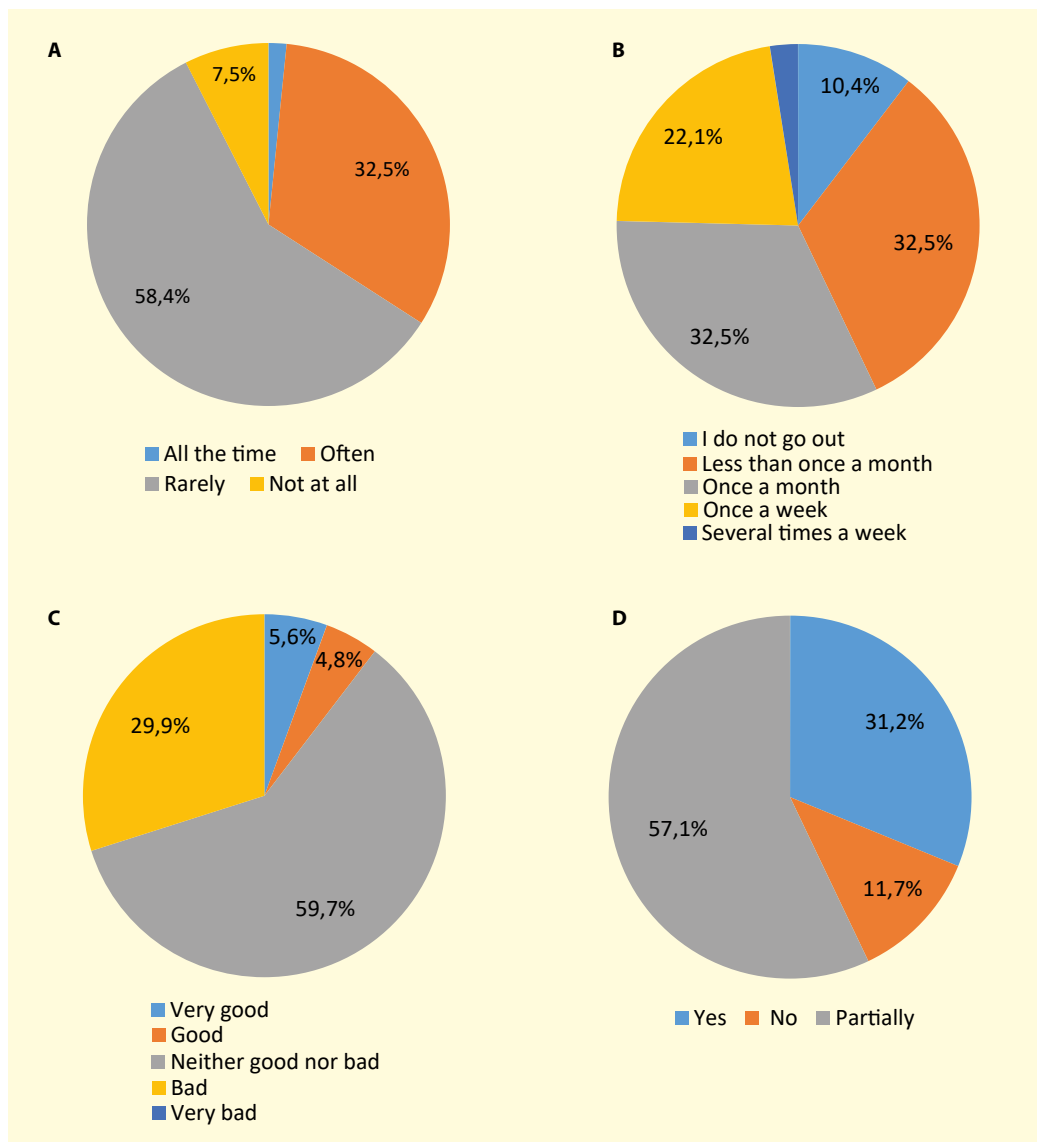 A
7,5%
32,5%
58,4%
All the time
Often
Rarely
Not at all
B
10,4%
22,1%
32,5%
32,5%
I do not go out
Less than once a month
Once a month
Once a week
Several times a week
C
5,6%
4,8%
29,9%
59,7%
Very good
Good
Neither good nor bad
Bad
Very bad
D
31,2%
57,1%
11,7%
Yes No Partially